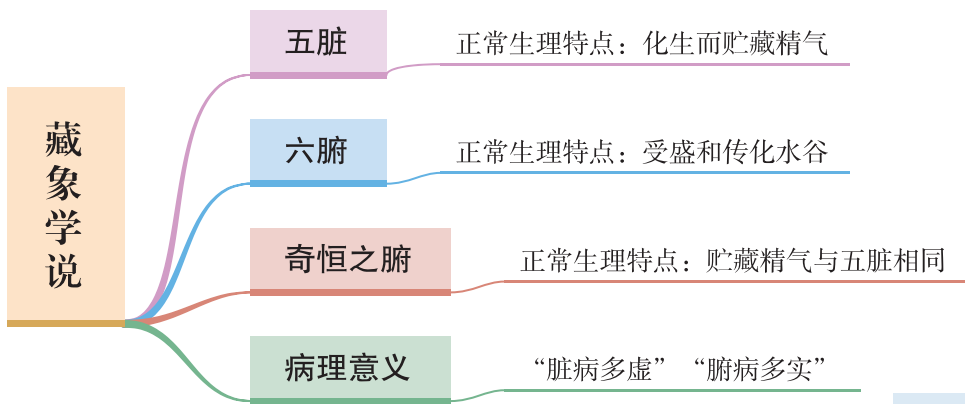 藏象学说
五脏
正常生理特点：化生而贮藏精气
六腑
正常生理特点：受盛和传化水谷
奇恒之腑
正常生理特点：贮藏精气与五脏相同
病理意义
“脏病多虚” “腑病多实”